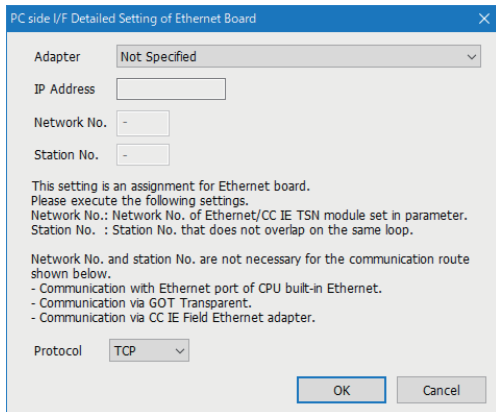 PC side I/F Detailed Setting of Ethernet Board
Adapter Not Specified
IP Address
Network No. -
Station No. -
This setting is an assignment for Ethernet board.
Please execute the following settings.
Network No.: Network No. of Ethernet/CC IE TSN module set in parameter.
Station No. : Station No. that does not overlap on the same loop.
Network No. and station No. are not necessary for the communication route
shown below.
- Communication with Ethernet port of CPU built-in Ethernet.
- Communication via GOT Transparent.
- Communication via CC IE Field Ethernet adapter.
Protocol TCP
OK Cancel